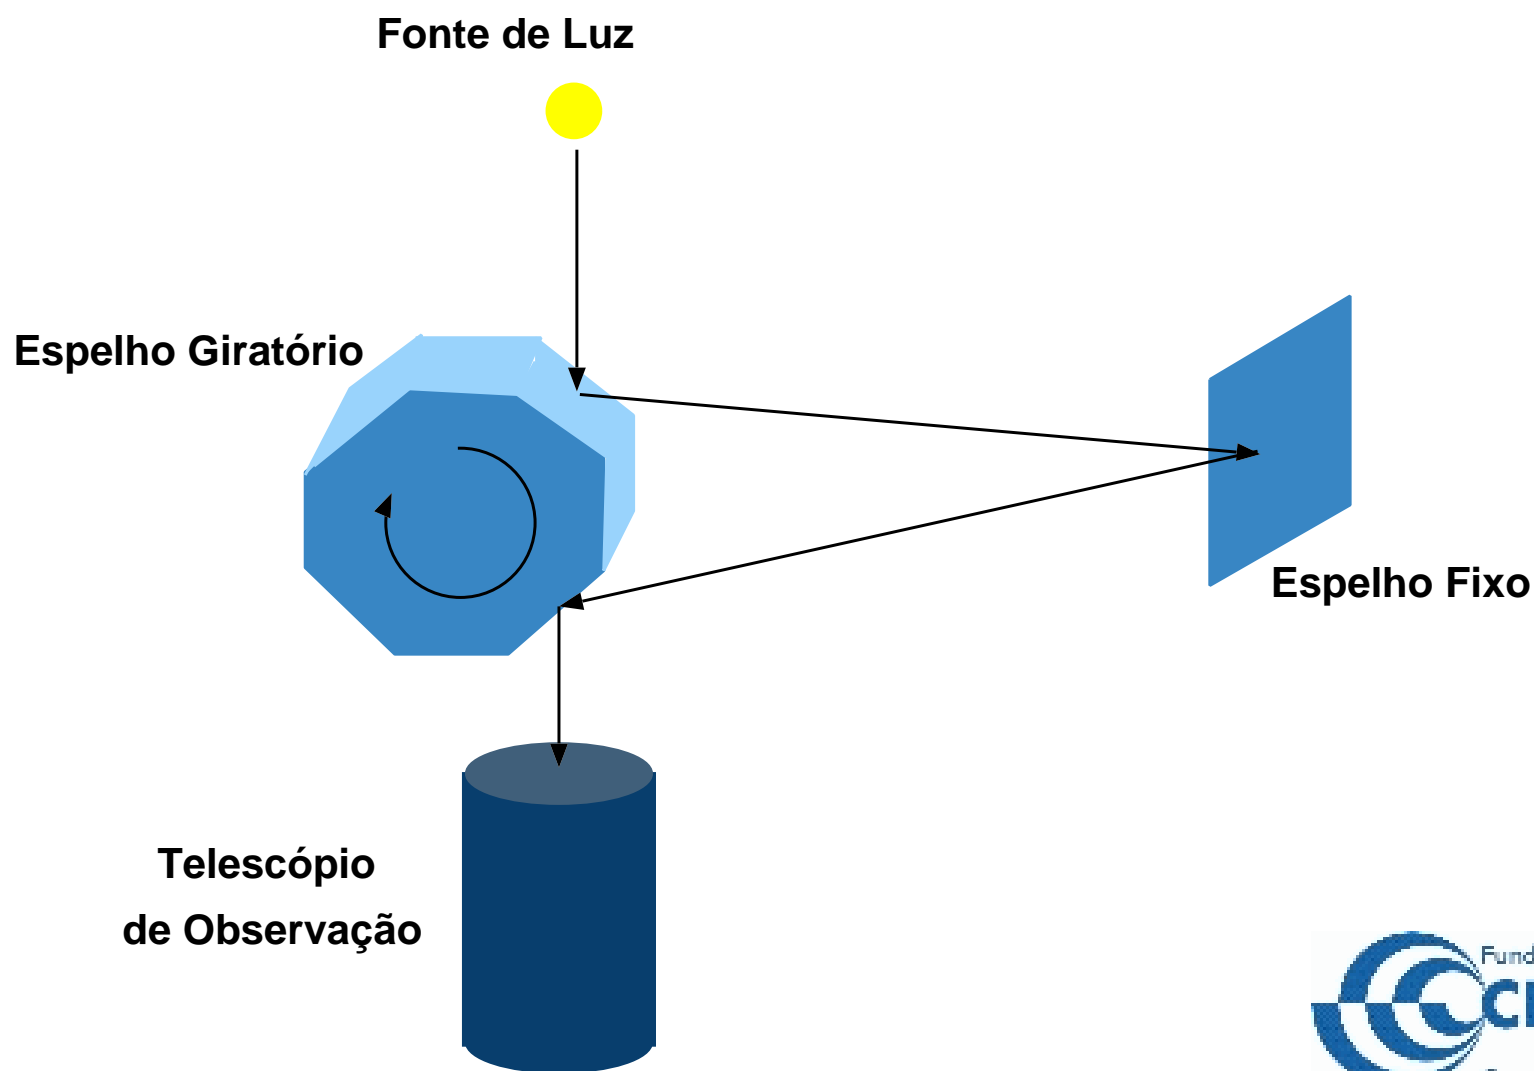 Fonte de Luz
Espelho Giratório
Espelho Fixo
Telescópio
de Observação